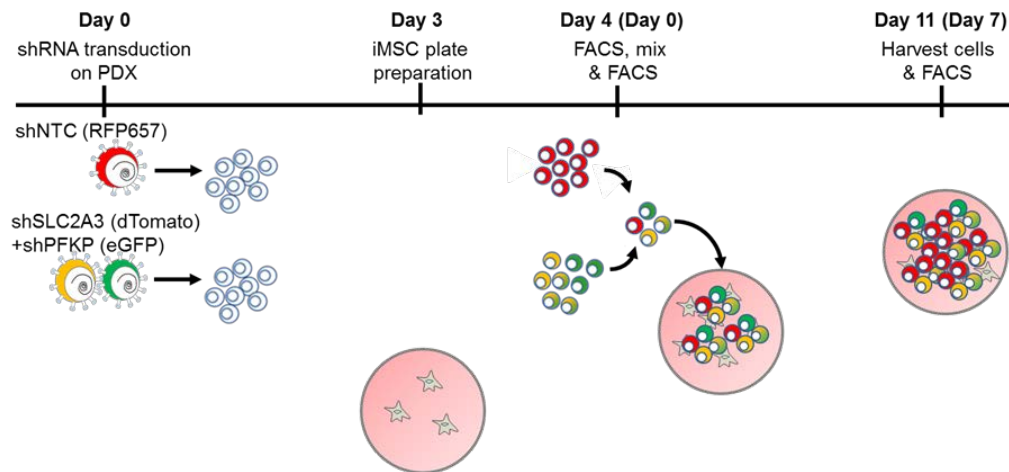 Day 0
shRNA transduction
on PDX
Day 3
iMSC plate
preparation
Day 4 (Day 0)
FACS, mix
& FACS
Day 11 (Day 7)
Harvest cells
& FACS
shNTC (RFP657)
shSLC2A3 (dTomato)
+shPFKP (eGFP)